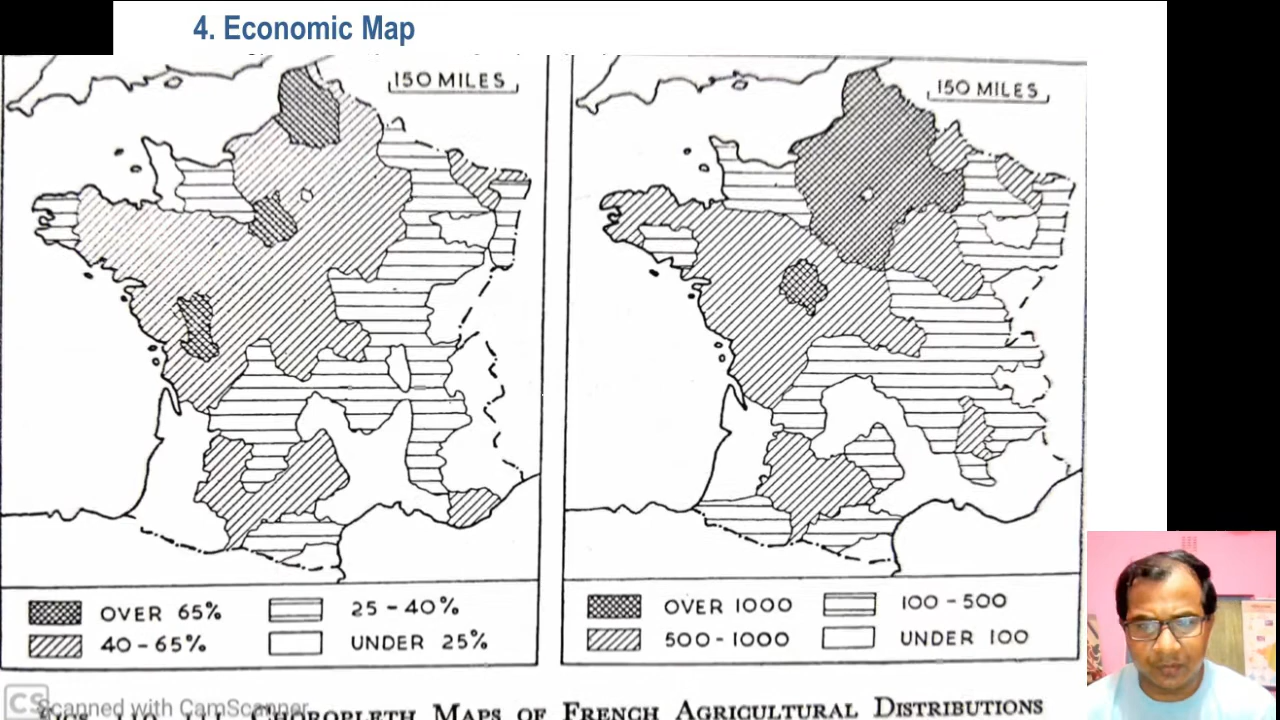 4. Economic Map
150 MILES
150 MILES
OVER 65%
25-40%
40-65%
UNDER 25%
OVER 1000
100-500
500-1000
UNDER 100
CS
Scanned with CamScanner
CHOROPLETH MAPS OF FRENCH AGRICULTURAL DISTRIBUTIONS